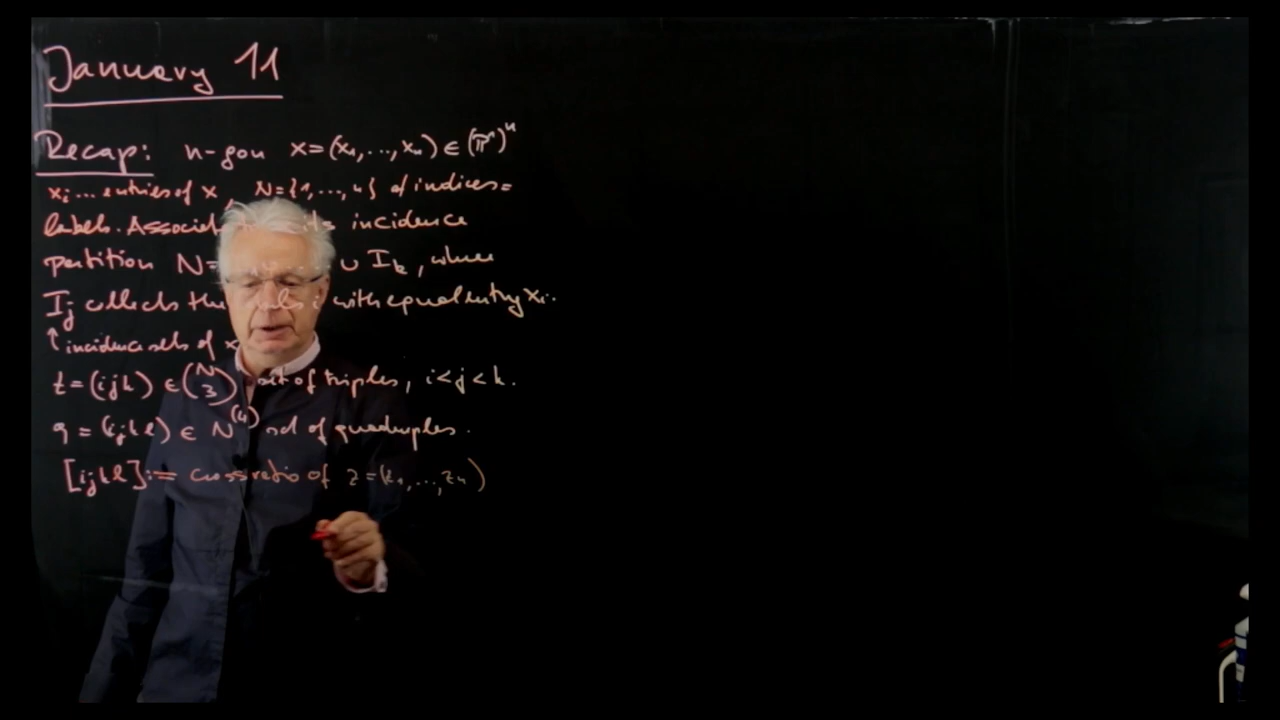 January 11
Recap: n-gon x=(x₁,...,xₙ) ∈ (ℙ¹)ⁿ
xᵢ... entries of x, N={1,...,n} of indices=
labels. its incidence
partition N= ∪ Iₖ, where
Iⱼ collects the i with equal entry xᵢ.
↑ incidence sets of x
t=(ijk) ∈ (N 3) set of triples, i<j<k.
q=(ijkl) ∈ N⁽⁴⁾ set of quadruples.
[ijkl]:= cross ratio of z=(z₁,...,z₄)